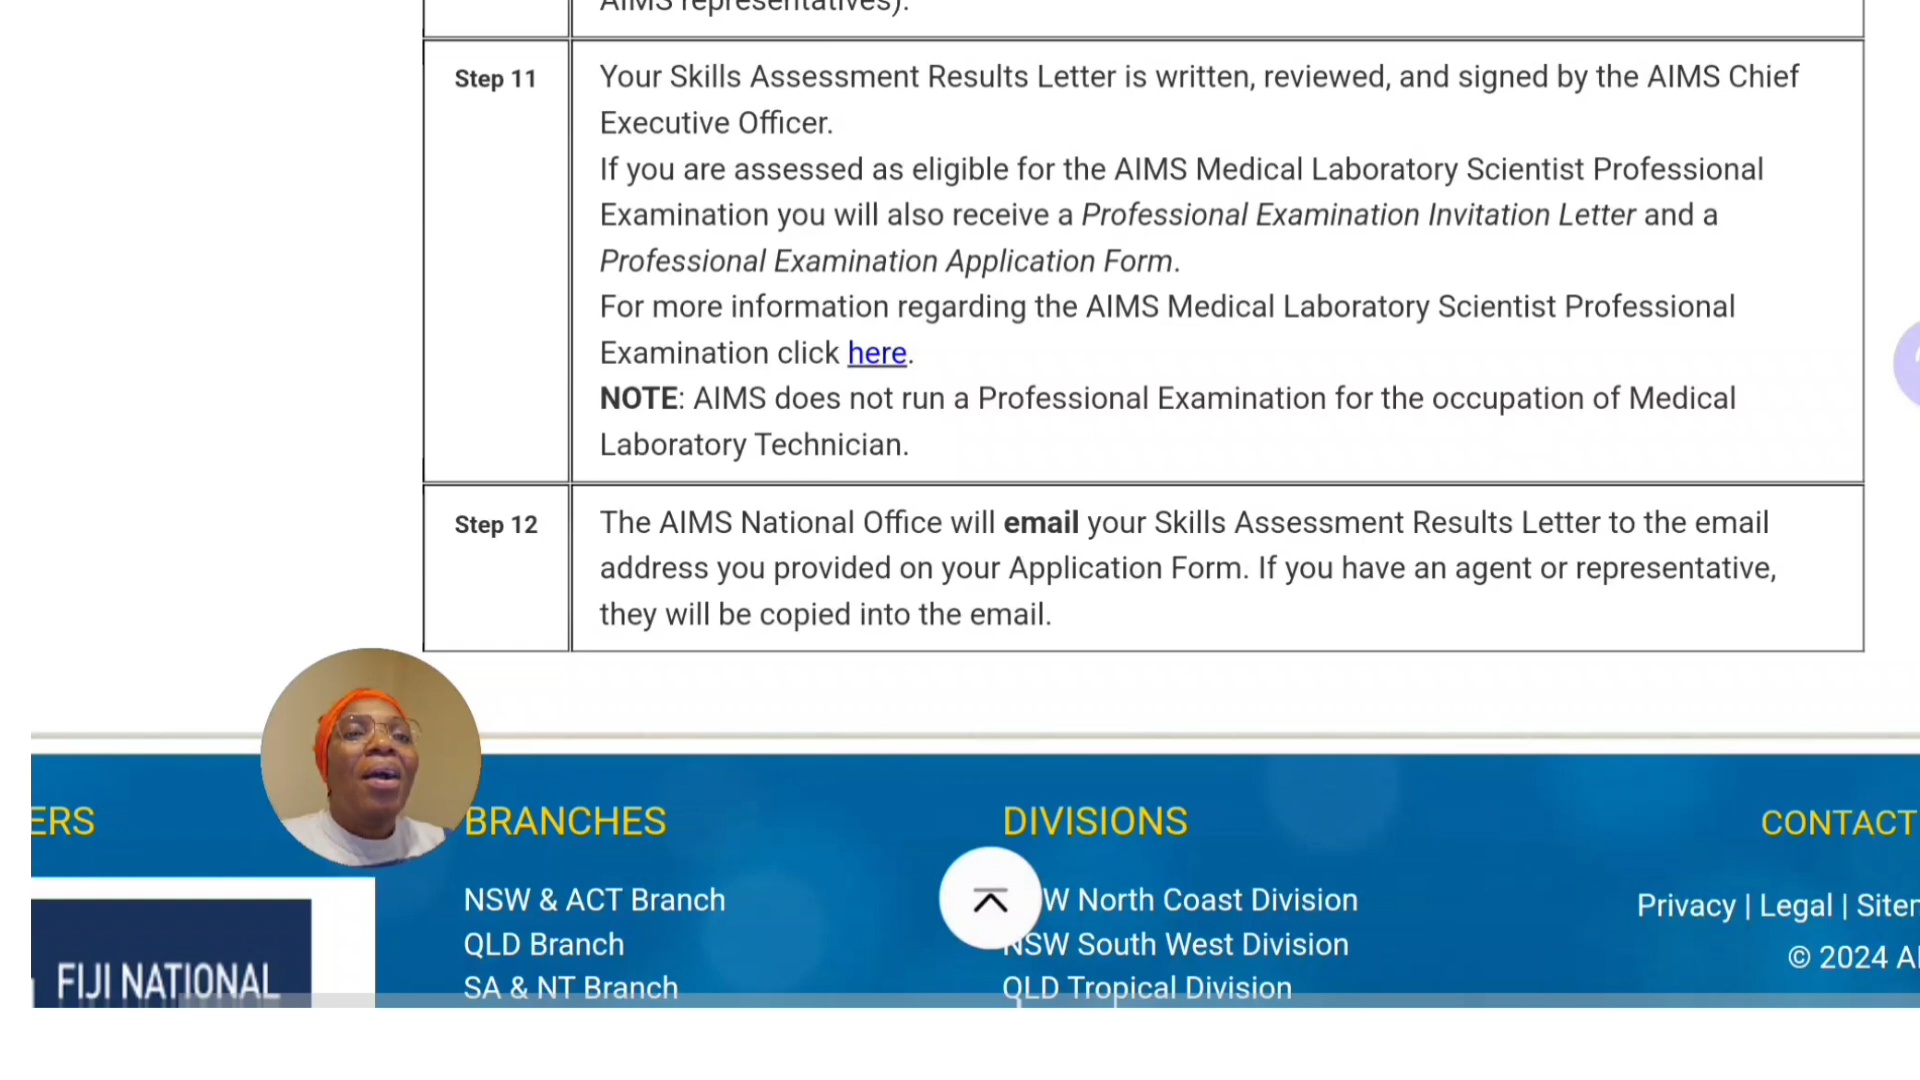 AIMS representatives).
Step 11
Your Skills Assessment Results Letter is written, reviewed, and signed by the AIMS Chief
Executive Officer.
If you are assessed as eligible for the AIMS Medical Laboratory Scientist Professional
Examination you will also receive a Professional Examination Invitation Letter and a
Professional Examination Application Form.
For more information regarding the AIMS Medical Laboratory Scientist Professional
Examination click here.
NOTE: AIMS does not run a Professional Examination for the occupation of Medical
Laboratory Technician.
Step 12
The AIMS National Office will email your Skills Assessment Results Letter to the email
address you provided on your Application Form. If you have an agent or representative,
they will be copied into the email.
ERS
FIJI NATIONAL
BRANCHES
NSW & ACT Branch
QLD Branch
SA & NT Branch
DIVISIONS
W North Coast Division
NSW South West Division
QLD Tropical Division
CONTACT
Privacy | Legal |
© 2024